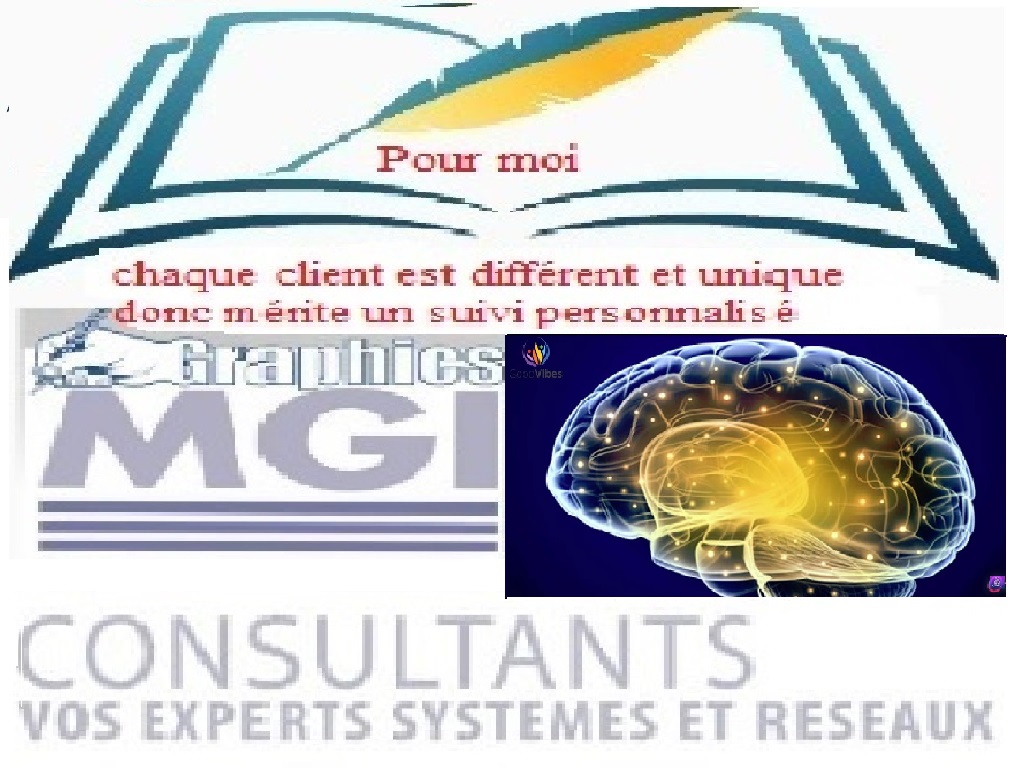 Pour moi
chaque client est différent et unique
donc mérite un suivi personnalisé
Graphics
MGI
CONSULTANTS
VOS EXPERTS SYSTEMES ET RESEAUX